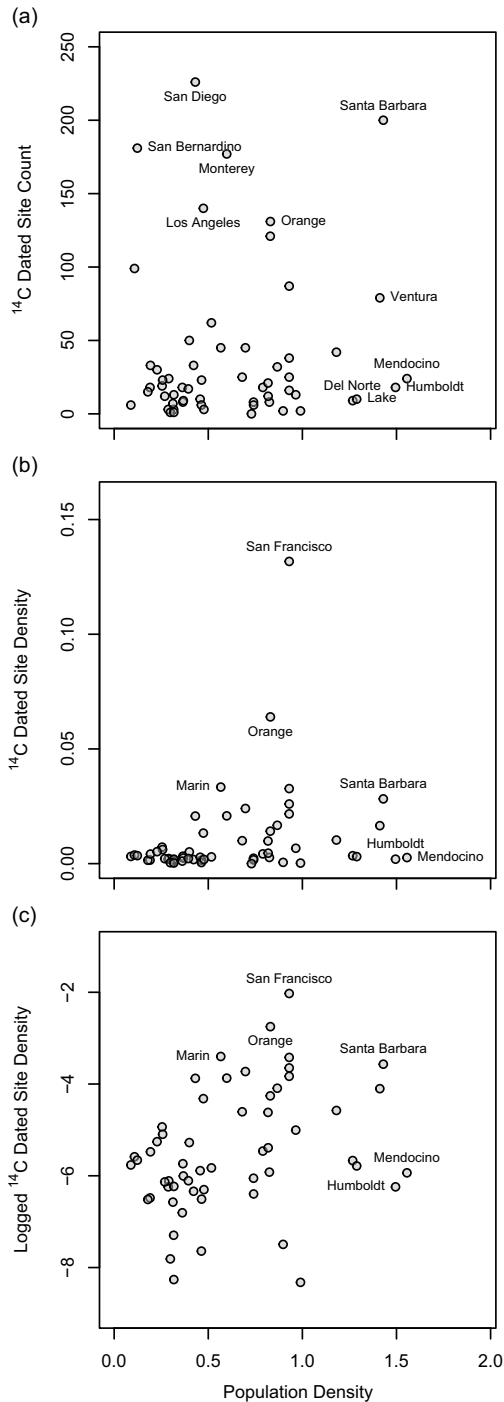 (a)
250
200
150
100
50
0
¹⁴C Dated Site Count
San Diego
Santa Barbara
San Bernardino
Monterey
Los Angeles
Orange
Ventura
Mendocino
Del Norte
Humboldt
Lake
(b)
0.15
0.10
0.05
0.00
¹⁴C Dated Site Density
San Francisco
Orange
Marin
Santa Barbara
Humboldt
Mendocino
(c)
−2
−4
−6
−8
Logged ¹⁴C Dated Site Density
San Francisco
Orange
Marin
Santa Barbara
Mendocino
Humboldt
0.0 0.5 1.0 1.5 2.0
Population Density